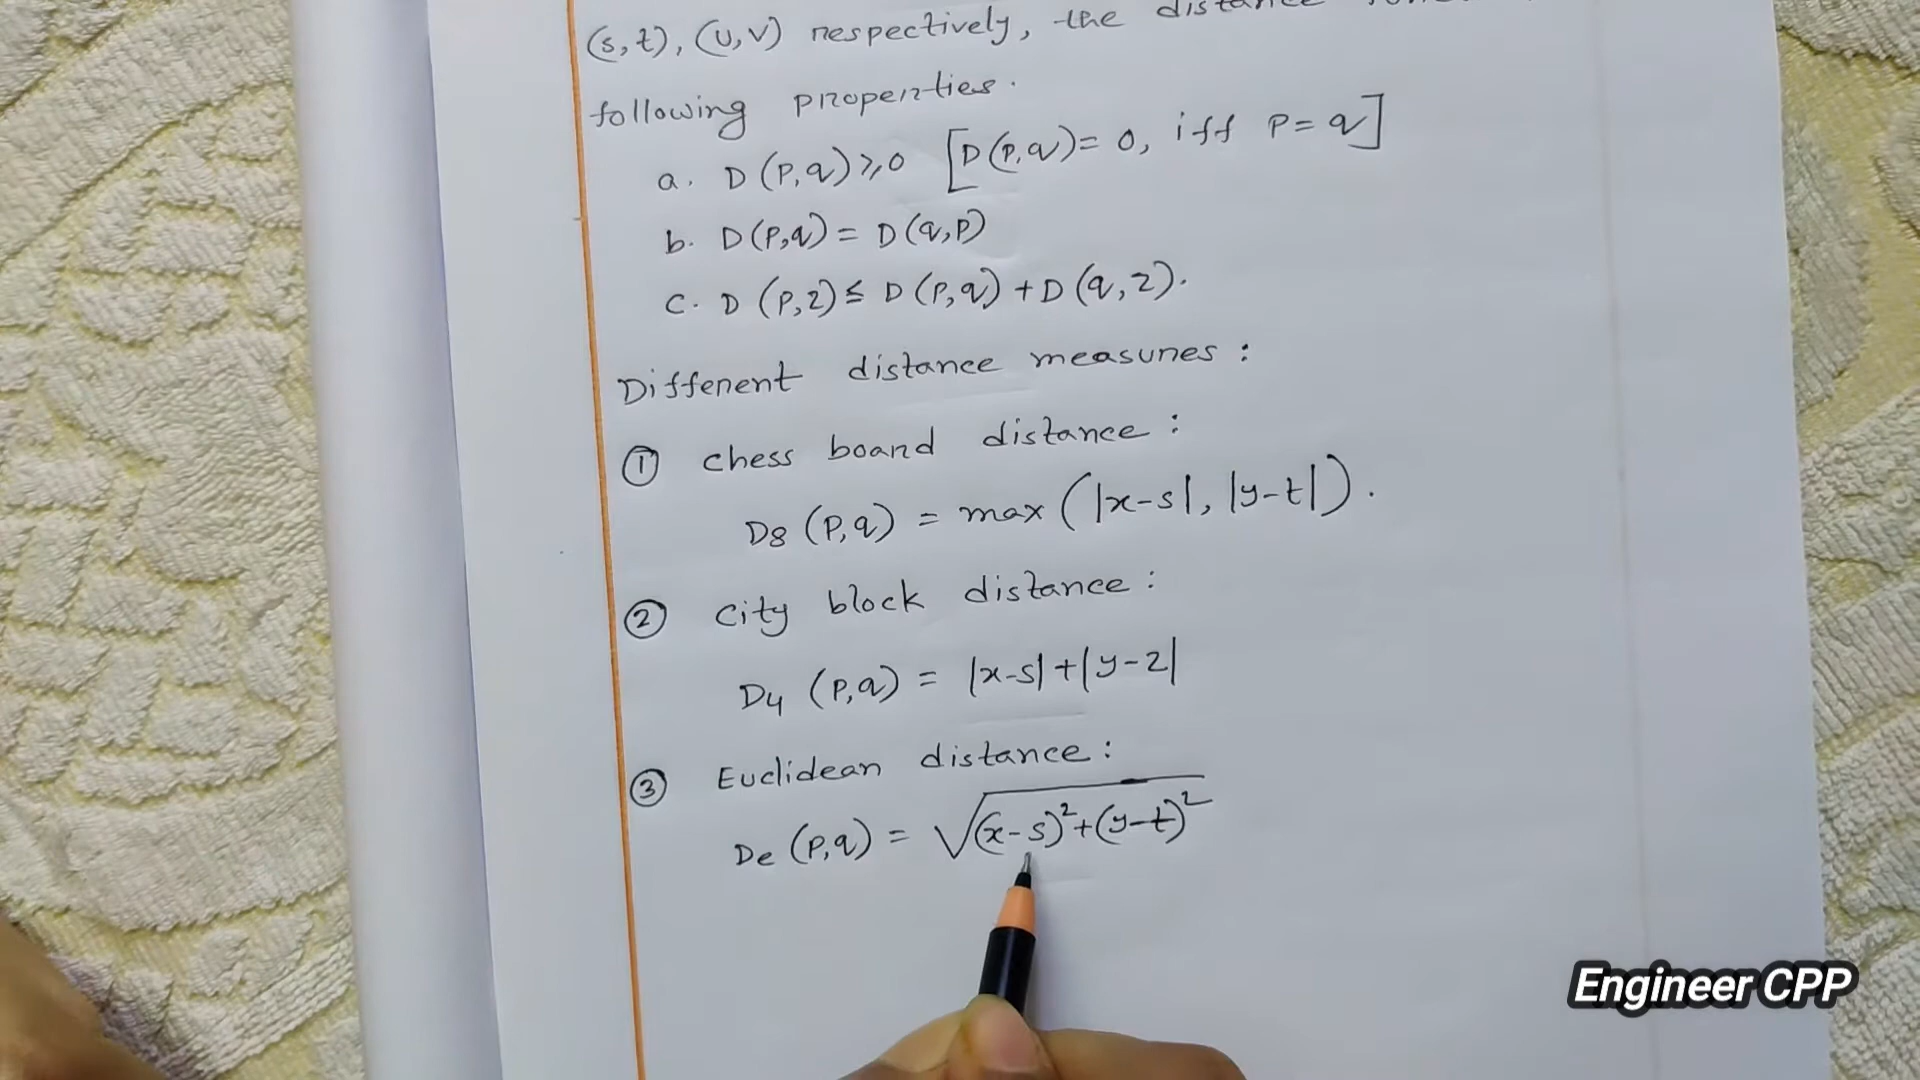 (s,t), (u,v) respectively, the distance
following properties.
a. D(p,q)≥0 [D(p,q)=0, iff p=q]
b. D(p,q) = D(q,p)
c. D(p,z) ≤ D(p,q) + D(q,z).
Different distance measures:
① chess board distance:
D8 (p,q) = max (|x-s|, |y-t|).
② city block distance:
D4 (p,q) = |x-s|+|y-z|
③ Euclidean distance:
De (p,q) = √(x-s)²+(y-t)²
Engineer CPP